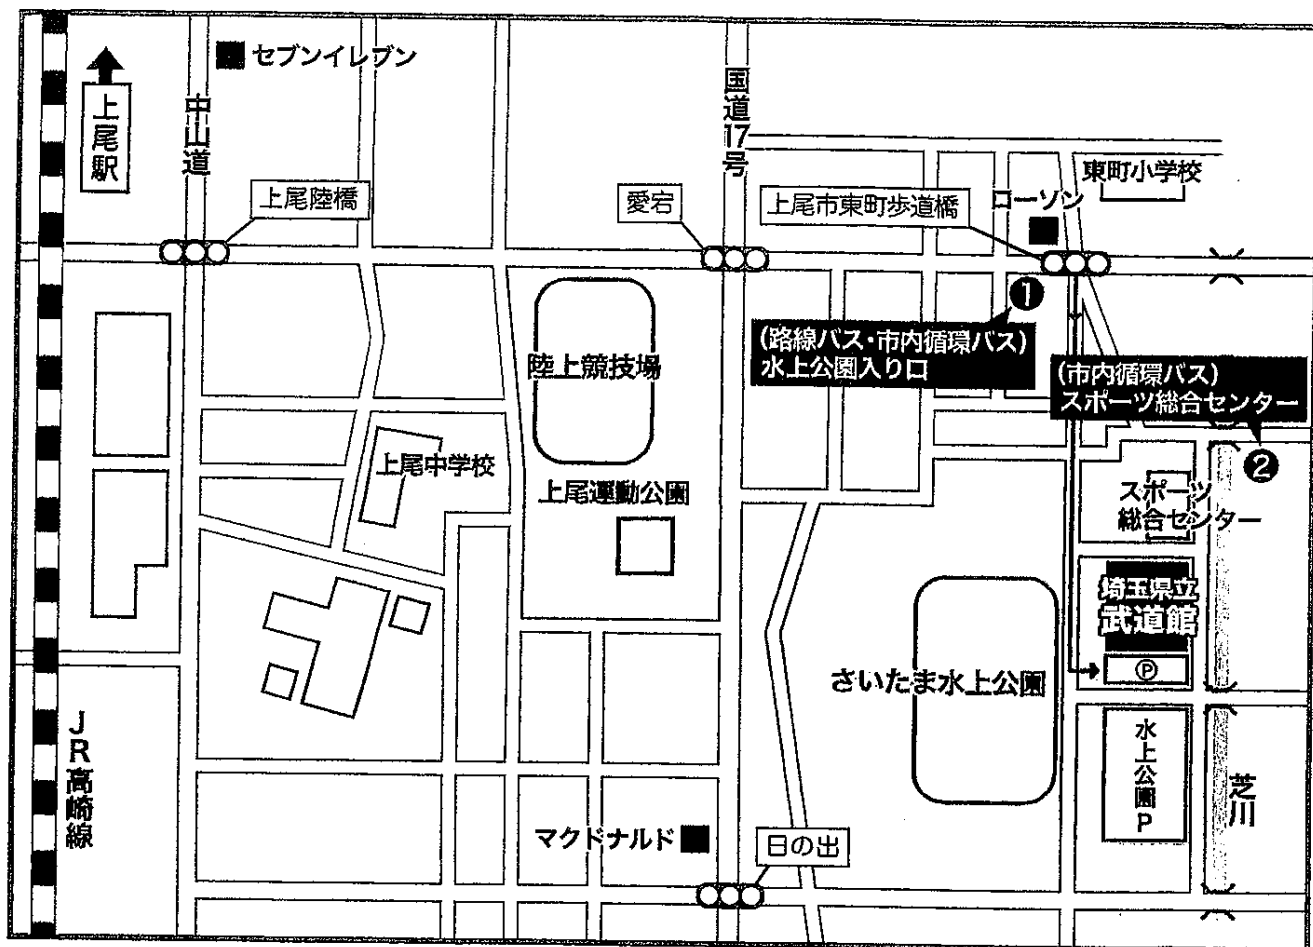 セブンイレブン
上尾駅
中山道
国道17号
上尾陸橋
愛宕
上尾市東町歩道橋
ローソン
東町小学校
❶
(路線バス・市内循環バス)
水上公園入り口
(市内循環バス)
スポーツ総合センター
❷
陸上競技場
上尾中学校
上尾運動公園
スポーツ
総合センター
埼玉県立
武道館
Ⓟ
さいたま水上公園
水上公園P
芝川
JR高崎線
マクドナルド
日の出